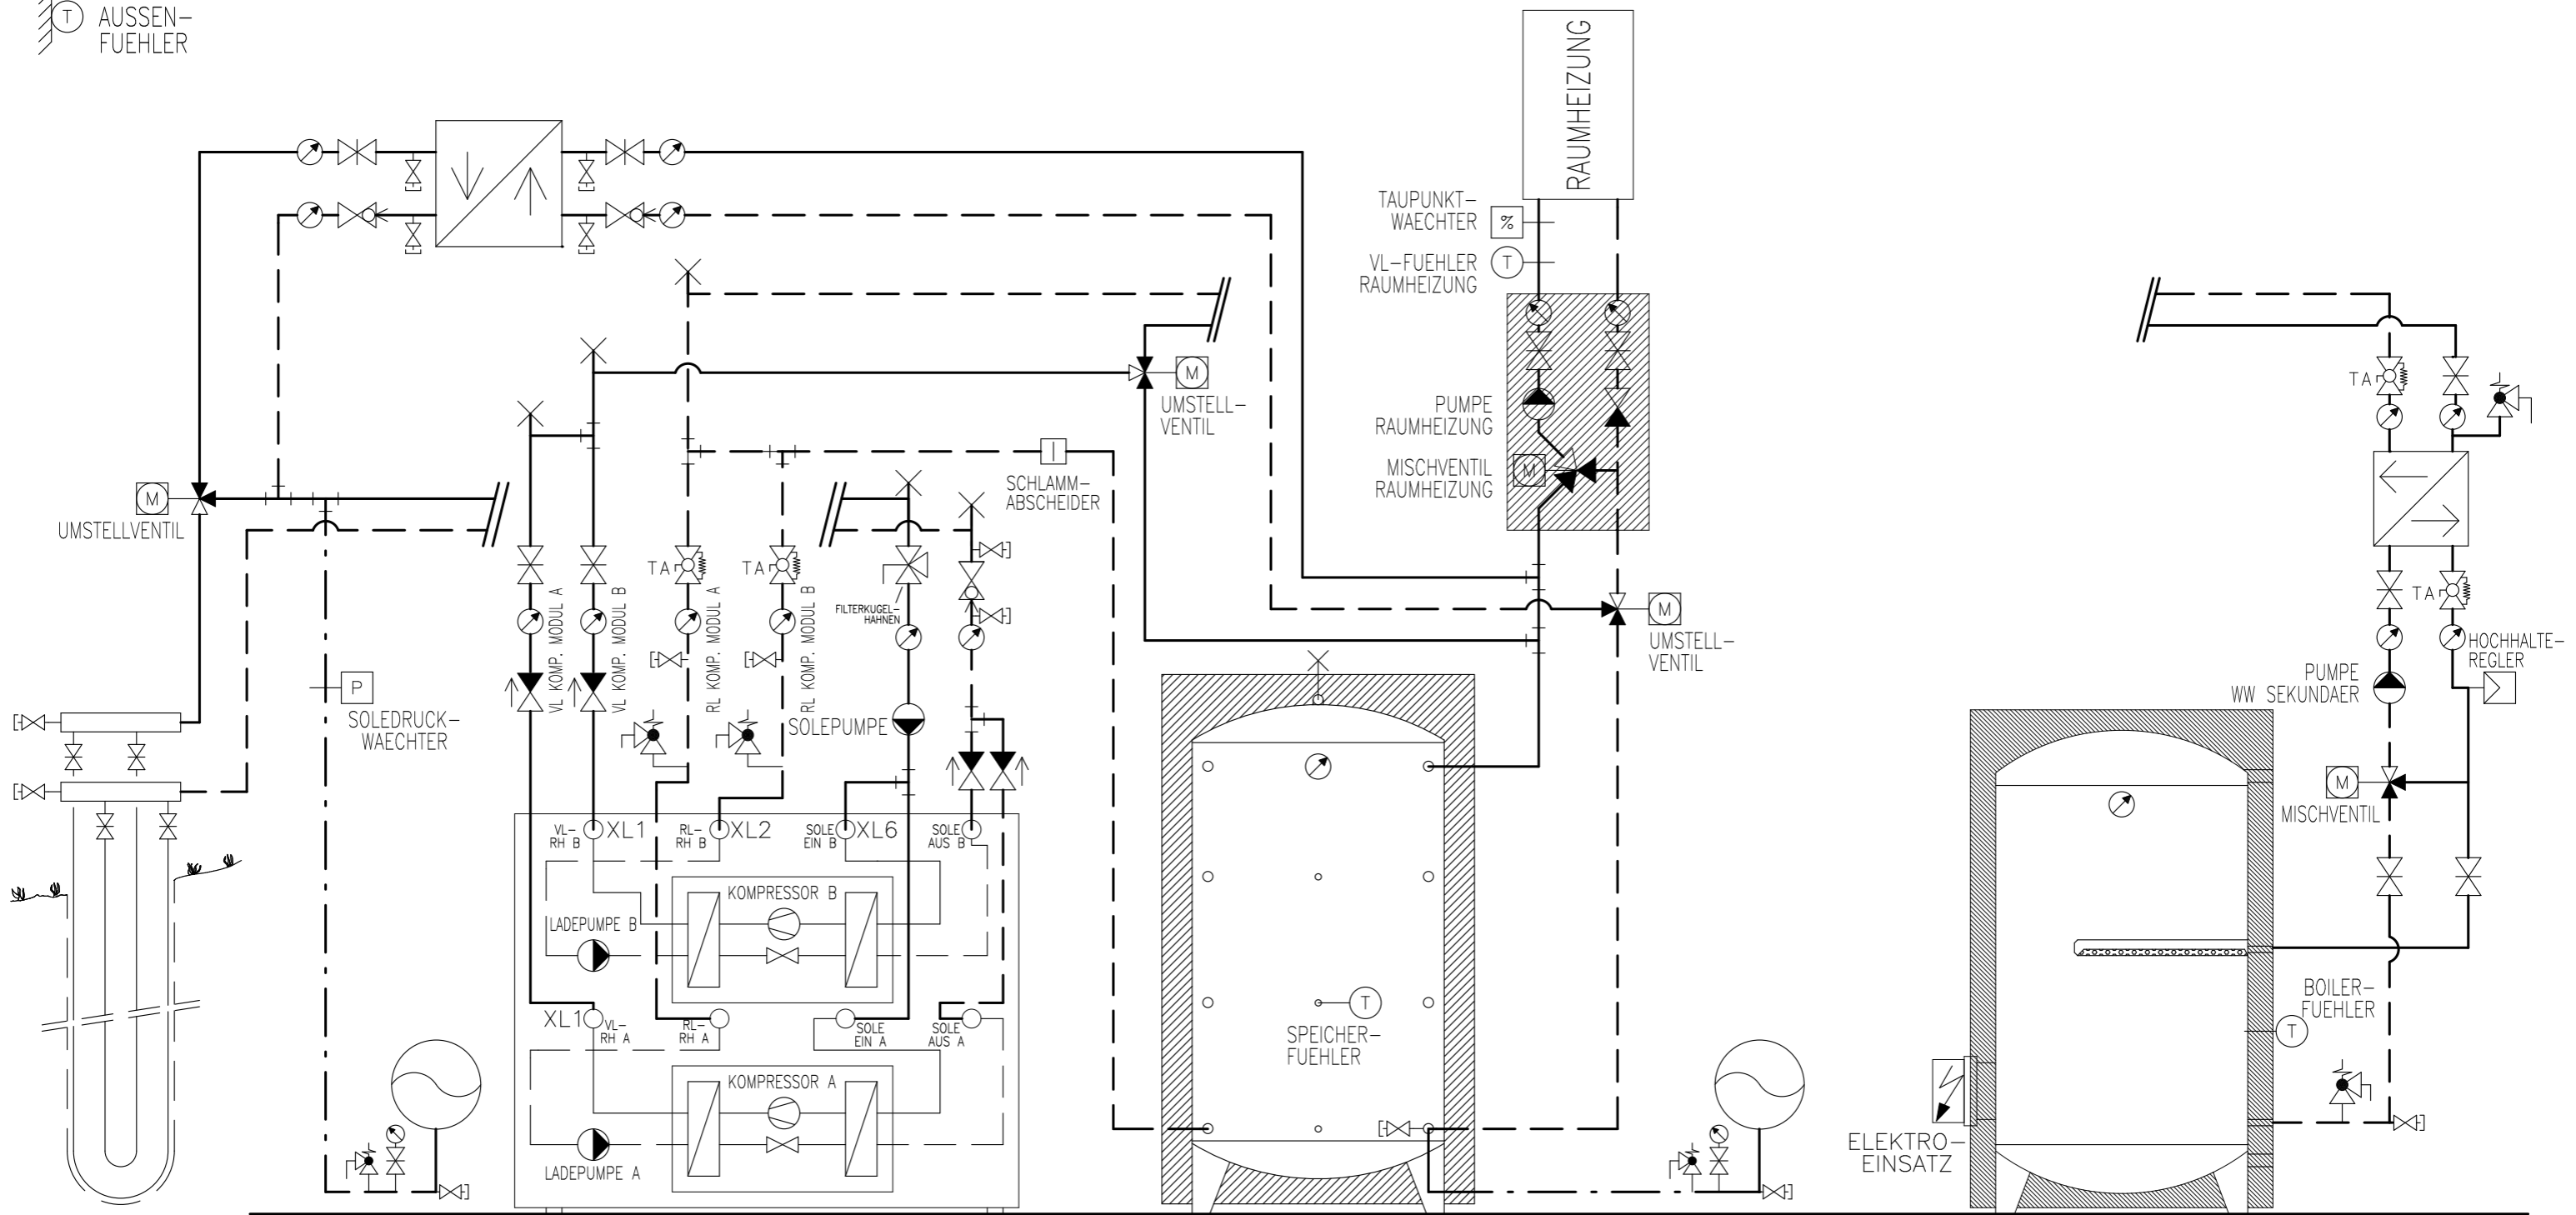 T
AUSSEN-
FUEHLER
RAUMHEIZUNG
TAUPUNKT-
WAECHTER
%
VL-FUEHLER
RAUMHEIZUNG
T
PUMPE
RAUMHEIZUNG
MISCHVENTIL
RAUMHEIZUNG
M
M
UMSTELL-
VENTIL
TA
M
UMSTELLVENTIL
I
SCHLAMM-
ABSCHEIDER
TA
TA
FILTERKUGEL-
HAHNEN
VL KOMP. MODUL A
VL KOMP. MODUL B
RL KOMP. MODUL A
RL KOMP. MODUL B
M
UMSTELL-
VENTIL
TA
HOCHHALTE-
REGLER
P
SOLEDRUCK-
WAECHTER
SOLEPUMPE
PUMPE
WW SEKUNDAER
M
MISCHVENTIL
VL-
RH B
XL1
RL-
RH B
XL2
SOLE
EIN B
XL6
SOLE
AUS B
KOMPRESSOR B
LADEPUMPE B
XL1
VL-
RH A
RL-
RH A
SOLE
EIN A
SOLE
AUS A
KOMPRESSOR A
LADEPUMPE A
T
SPEICHER-
FUEHLER
BOILER-
FUEHLER
T
ELEKTRO-
EINSATZ